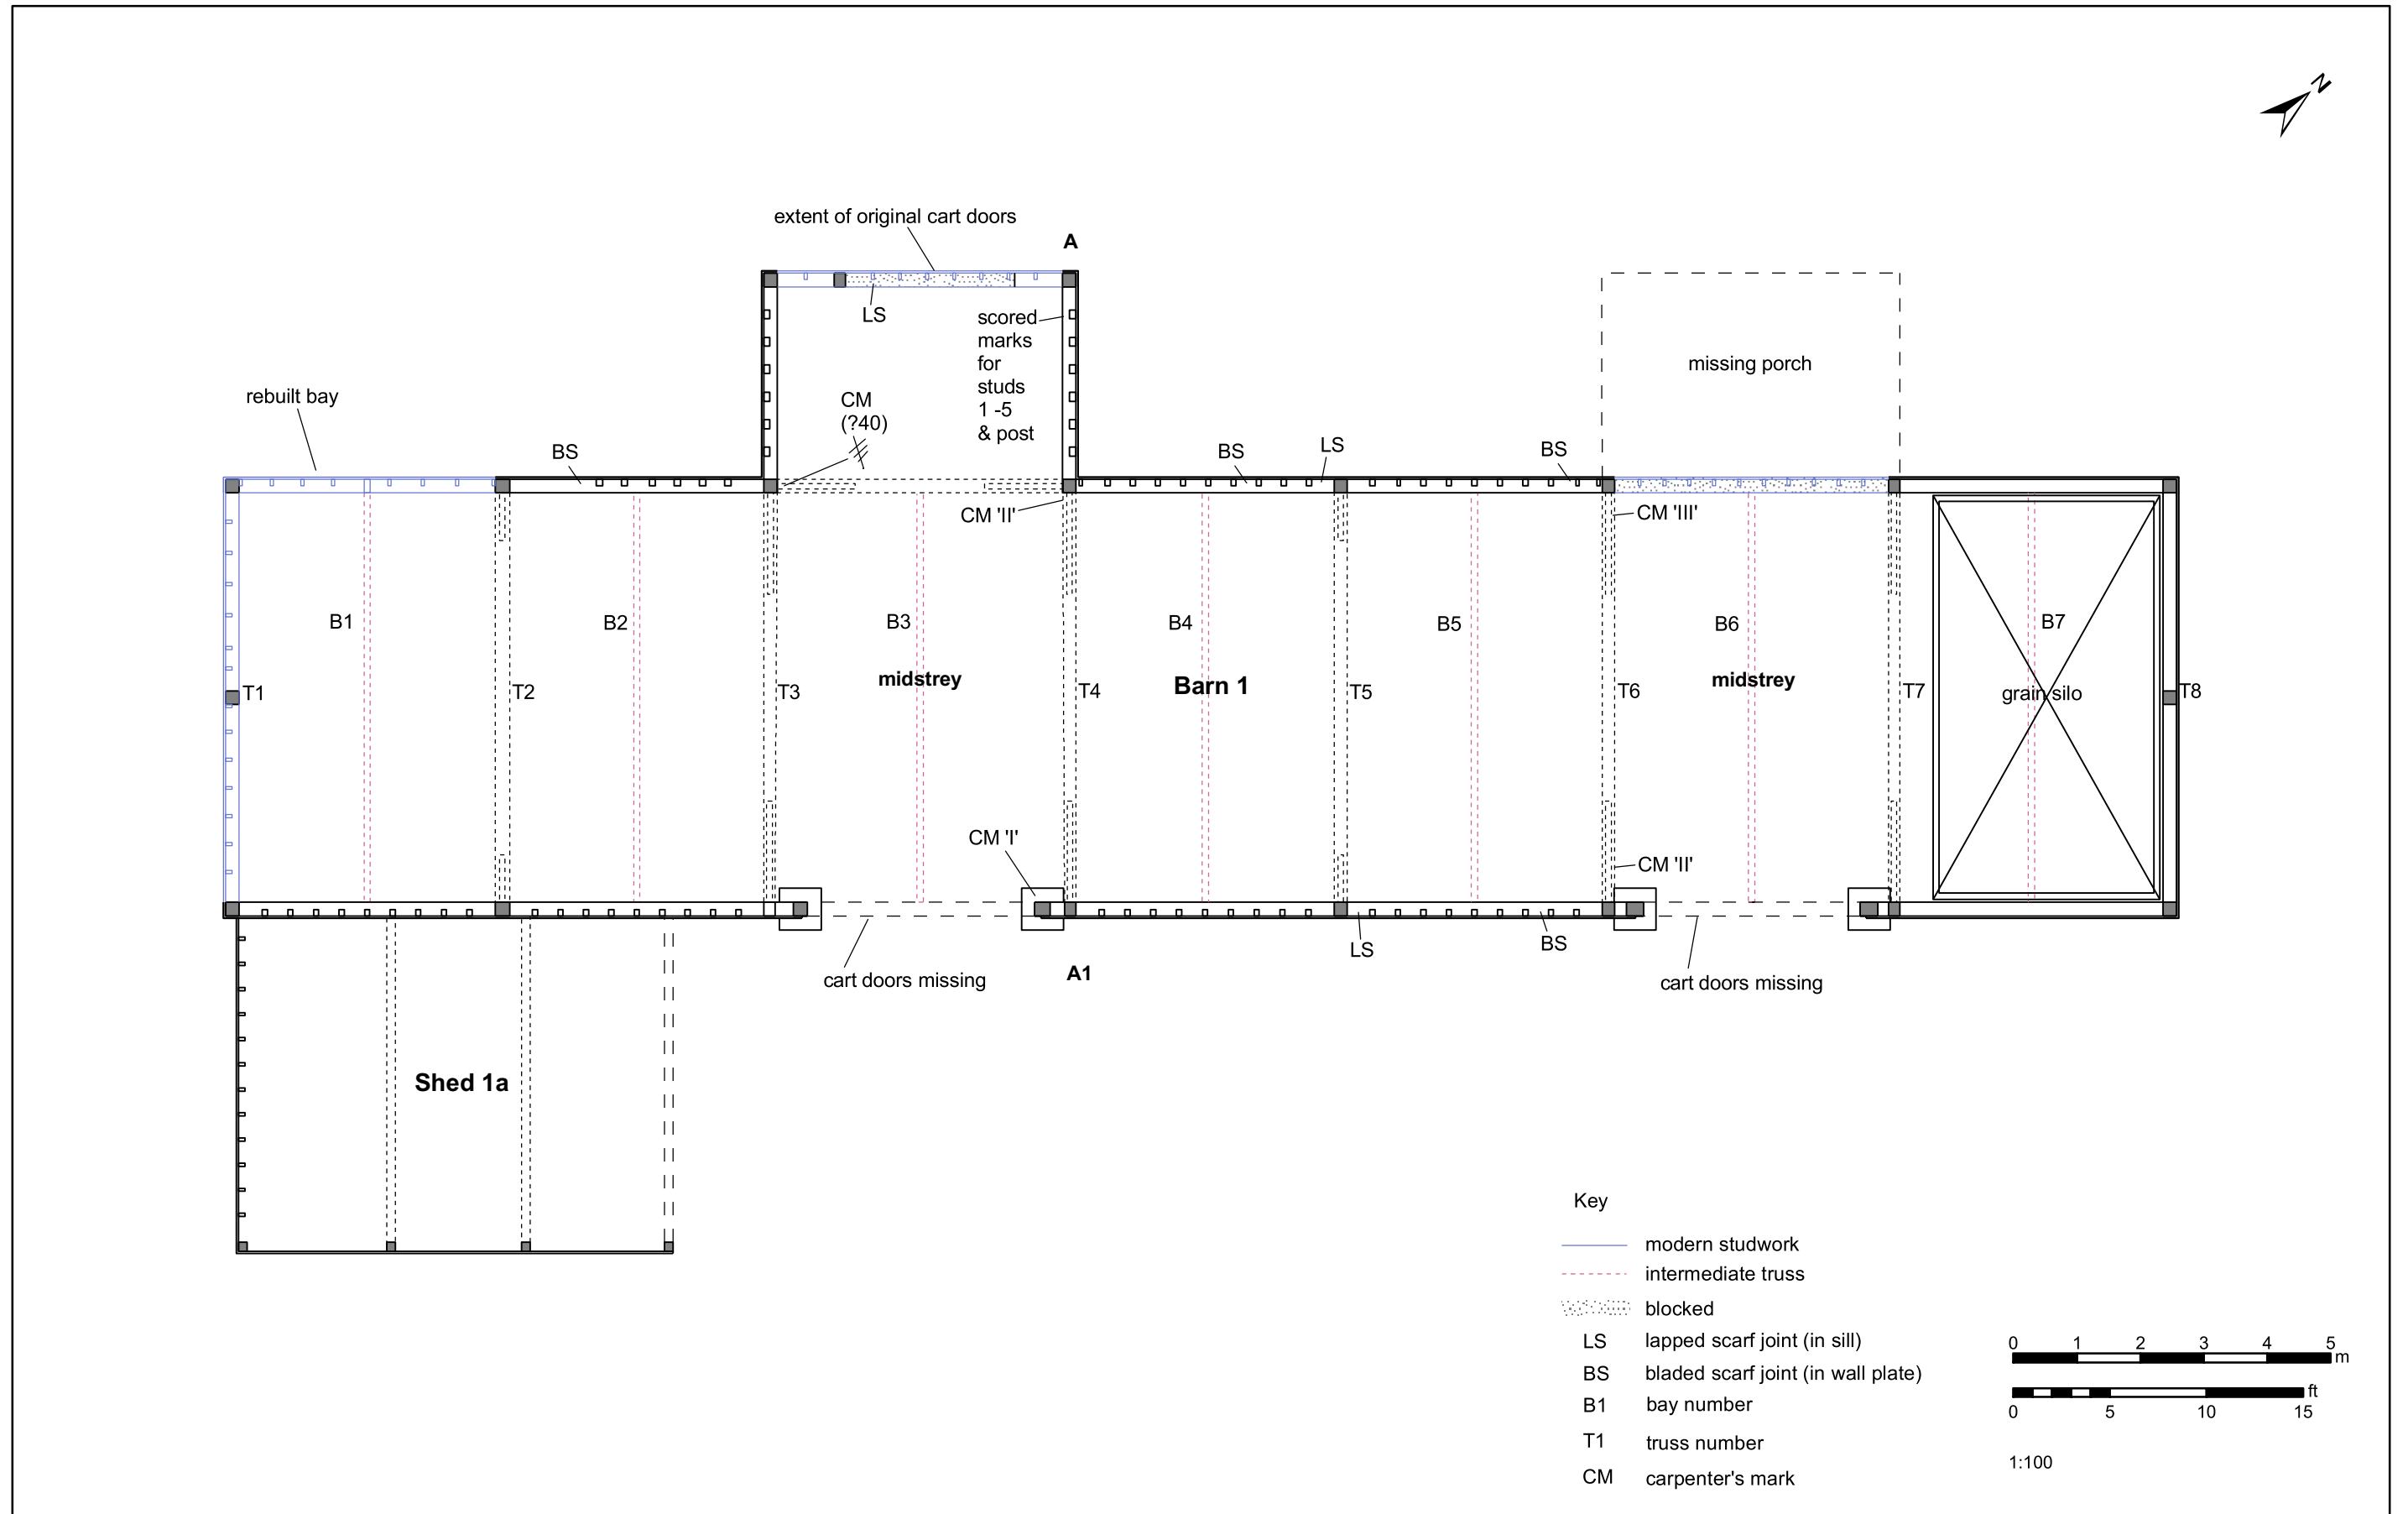 N
extent of original cart doors
A
LS
scored
marks
for
studs
1 -5
& post
missing porch
rebuilt bay
CM
(?40)
BS
BS
LS
BS
CM 'II'
CM 'III'
B1
B2
B3
B4
B5
B6
B7
midstrey
Barn 1
midstrey
T1
T2
T3
T4
T5
T6
T7
grain silo
T8
CM 'I'
CM 'II'
LS
BS
cart doors missing
A1
cart doors missing
Shed 1a
Key
modern studwork
intermediate truss
blocked
LS lapped scarf joint (in sill)
BS bladed scarf joint (in wall plate)
B1 bay number
T1 truss number
CM carpenter's mark
0 1 2 3 4 5
m
ft
0 5 10 15
1:100